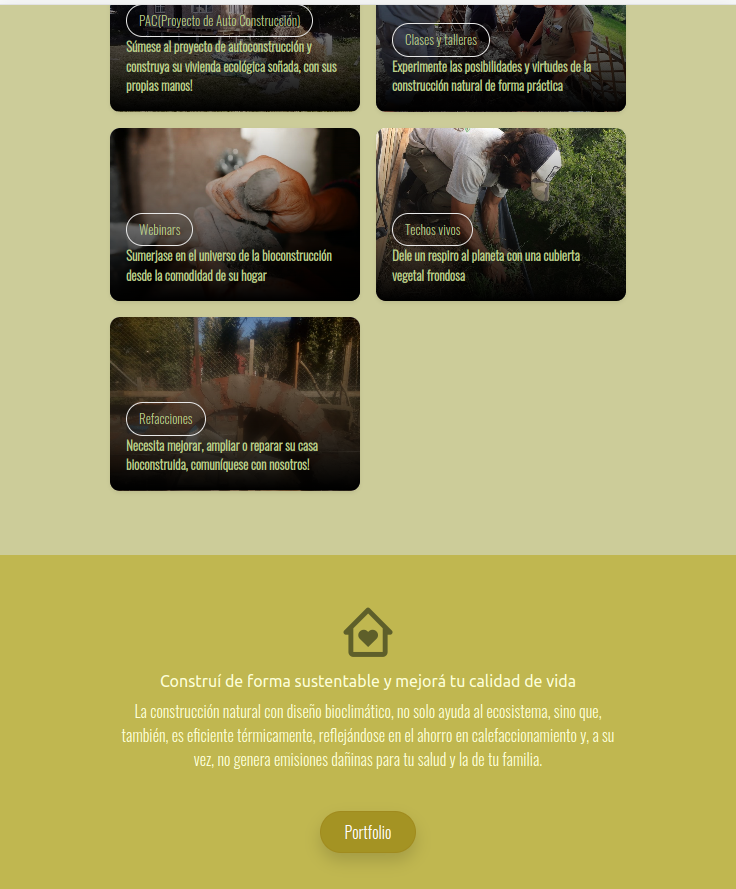 PAC(Proyecto de Auto Construcción)
Súmese al proyecto de autoconstrucción y
construya su vivienda ecológica soñada, con sus
propias manos!
Clases y talleres
Experimente las posibilidades y virtudes de la
construcción natural de forma práctica
Webinars
Sumerjase en el universo de la bioconstrucción
desde la comodidad de su hogar
Techos vivos
Dele un respiro al planeta con una cubierta
vegetal frondosa
Refacciones
Necesita mejorar, ampliar o reparar su casa
bioconstruida, comuníquese con nosotros!
Construí de forma sustentable y mejorá tu calidad de vida
La construcción natural con diseño bioclimático, no solo ayuda al ecosistema, sino que,
también, es eficiente térmicamente, reflejándose en el ahorro en calefaccionamiento y, a su
vez, no genera emisiones dañinas para tu salud y la de tu familia.
Portfolio